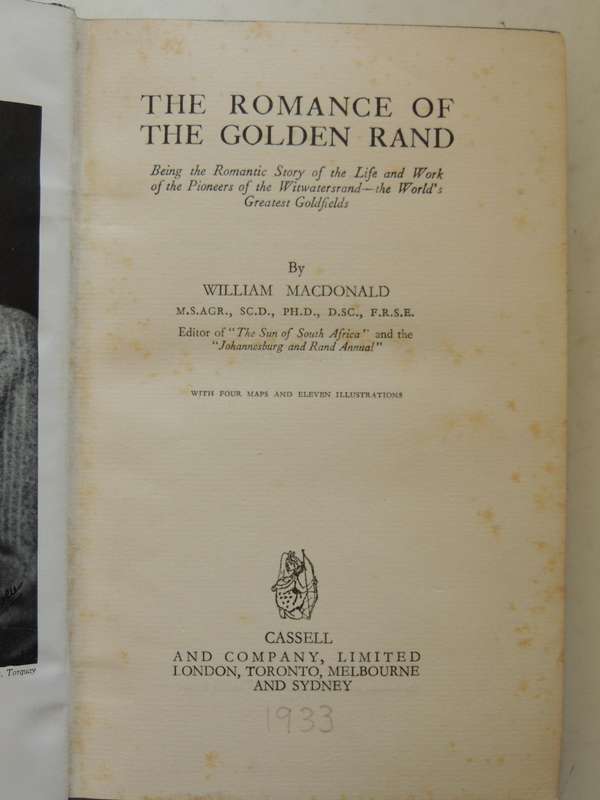 THE ROMANCE OF
THE GOLDEN RAND
Being the Romantic Story of the Life and Work
of the Pioneers of the Witwatersrand—the World's
Greatest Goldfields
By
WILLIAM MACDONALD
M.S.AGR., SC.D., PH.D., D.SC., F.R.S.E.
Editor of "The Sun of South Africa" and the
"Johannesburg and Rand Annual"
WITH FOUR MAPS AND ELEVEN ILLUSTRATIONS
CASSELL
AND COMPANY, LIMITED
LONDON, TORONTO, MELBOURNE
AND SYDNEY
1933
Torquay